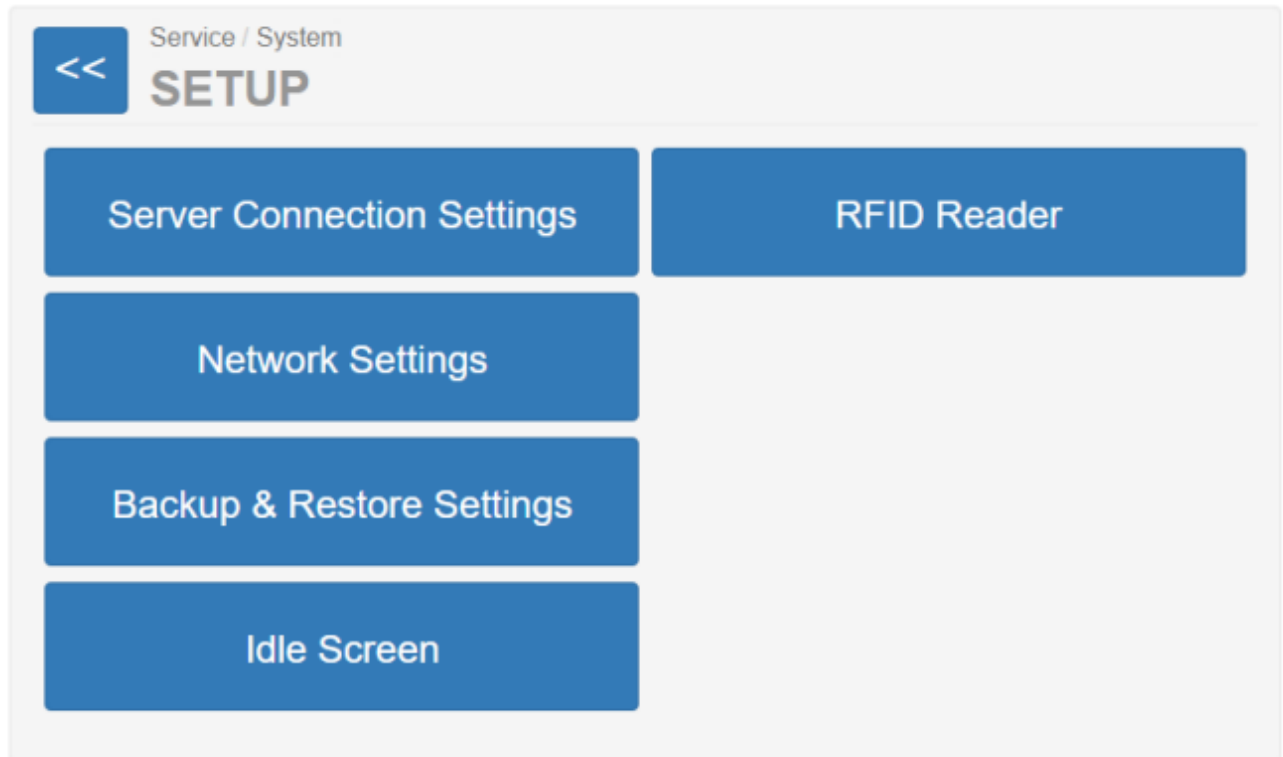 <<
Service / System
SETUP
Server Connection Settings
RFID Reader
Network Settings
Backup & Restore Settings
Idle Screen